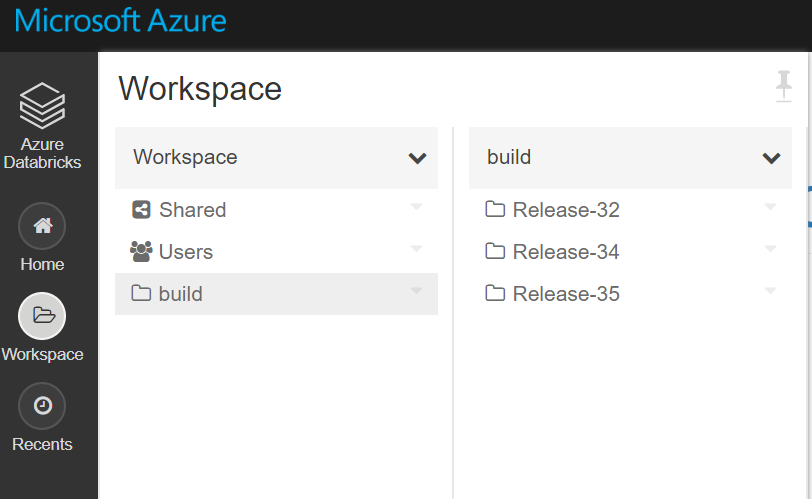 Microsoft Azure
Azure
Databricks
Home
Workspace
Recents
Workspace
Workspace
Shared
Users
build
build
Release-32
Release-34
Release-35